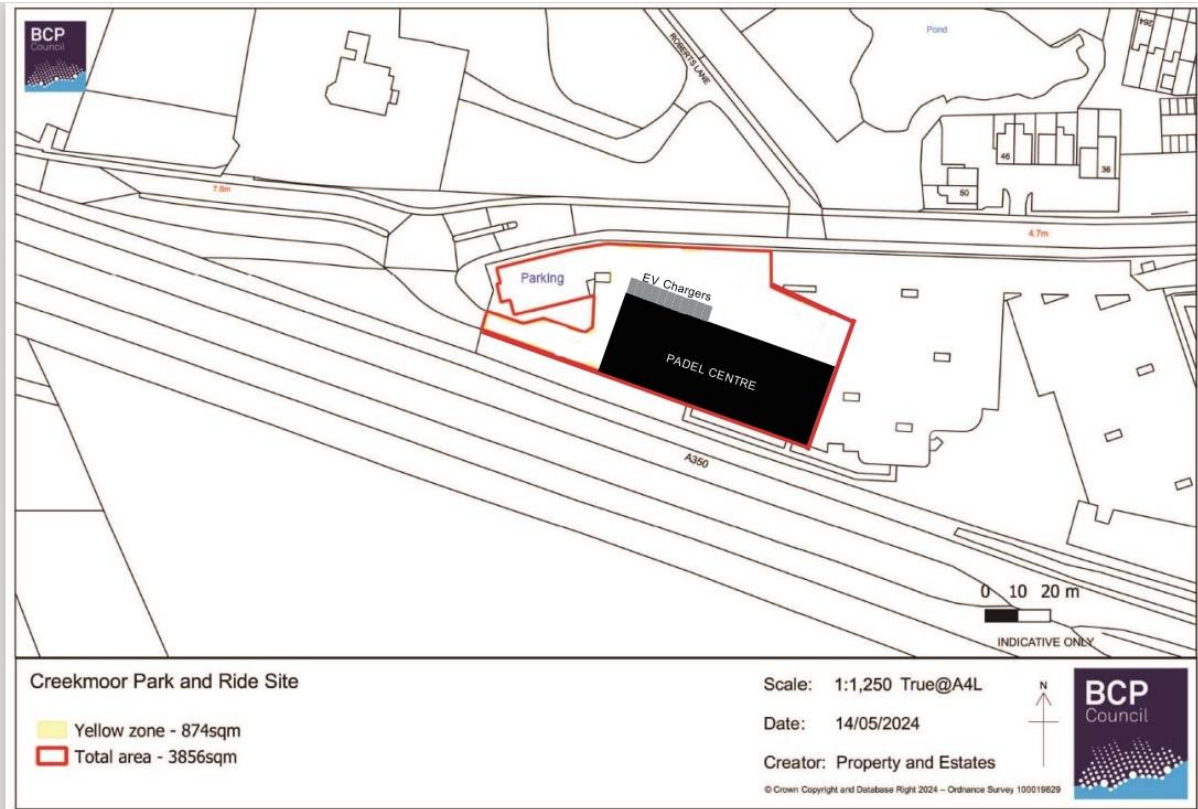 BCP
Council
ROBERTS LANE
Pond
264
46
38
50
7.9m
4.7m
Parking
EV Chargers
PADEL CENTRE
A350
0 10 20 m
INDICATIVE ONLY
Creekmoor Park and Ride Site
Yellow zone - 874sqm
Total area - 3856sqm
Scale: 1:1,250 True@A4L
Date: 14/05/2024
Creator: Property and Estates
© Crown Copyright and Database Right 2024 – Ordnance Survey 100019829
N
BCP
Council